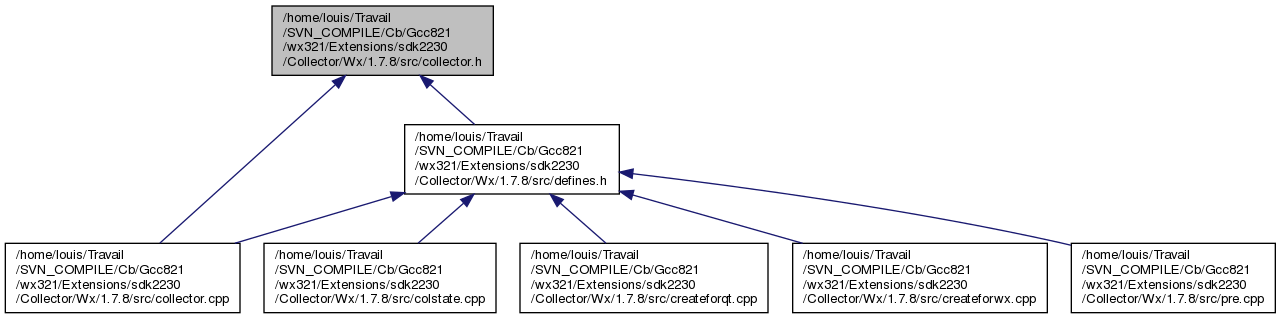 /home/louis/Travail
/SVN_COMPILE/Cb/Gcc821
/wx321/Extensions/sdk2230
/Collector/Wx/1.7.8/src/collector.h
/home/louis/Travail
/SVN_COMPILE/Cb/Gcc821
/wx321/Extensions/sdk2230
/Collector/Wx/1.7.8/src/defines.h
/home/louis/Travail
/SVN_COMPILE/Cb/Gcc821
/wx321/Extensions/sdk2230
/Collector/Wx/1.7.8/src/collector.cpp
/home/louis/Travail
/SVN_COMPILE/Cb/Gcc821
/wx321/Extensions/sdk2230
/Collector/Wx/1.7.8/src/colstate.cpp
/home/louis/Travail
/SVN_COMPILE/Cb/Gcc821
/wx321/Extensions/sdk2230
/Collector/Wx/1.7.8/src/createforqt.cpp
/home/louis/Travail
/SVN_COMPILE/Cb/Gcc821
/wx321/Extensions/sdk2230
/Collector/Wx/1.7.8/src/createforwx.cpp
/home/louis/Travail
/SVN_COMPILE/Cb/Gcc821
/wx321/Extensions/sdk2230
/Collector/Wx/1.7.8/src/pre.cpp